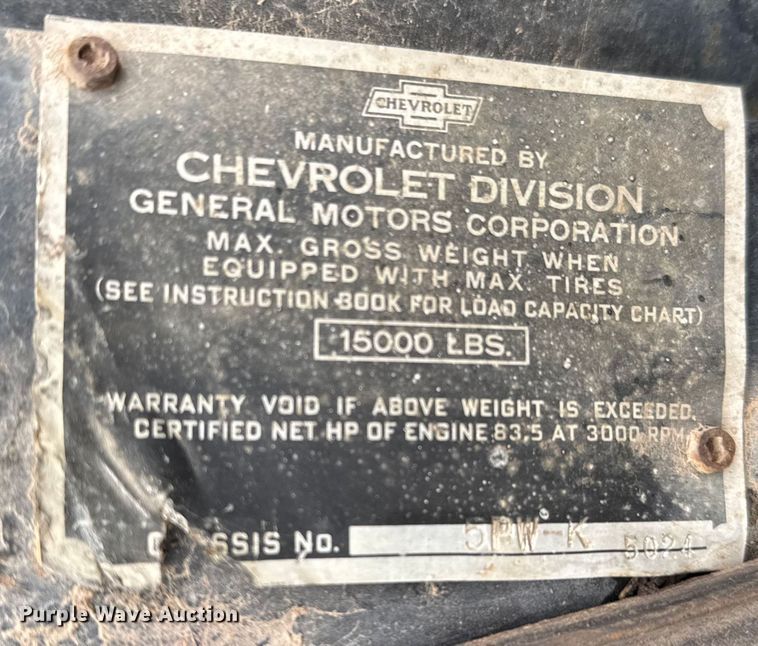 CHEVROLET
MANUFACTURED BY
CHEVROLET DIVISION
GENERAL MOTORS CORPORATION
MAX. GROSS WEIGHT WHEN
EQUIPPED WITH MAX. TIRES
(SEE INSTRUCTION BOOK FOR LOAD CAPACITY CHART)
15000 LBS.
WARRANTY VOID IF ABOVE WEIGHT IS EXCEEDED.
CERTIFIED NET HP OF ENGINE 83.5 AT 3000 RPM
NO. 5PW-K 5024
Purple Wave Auction